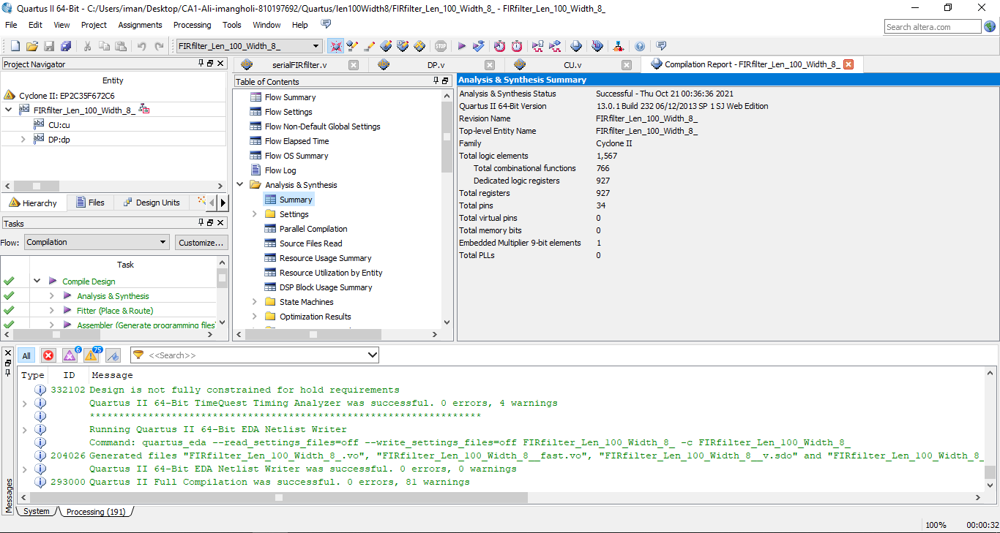 Quartus II 64-Bit - C:/Users/iman/Desktop/CA1-Ali-imangholi-810197692/Quartus/len100Width8/FIRfilter_Len_100_Width_8_ - FIRfilter_Len_100_Width_8_
File Edit View Project Assignments Processing Tools Window Help
Search altera.com
FIRfilter_Len_100_Width_8_
STOP
Project Navigator
Entity
Cyclone II: EP2C35F672C6
FIRfilter_Len_100_Width_8_
CU:cu
DP:dp
Hierarchy Files Design Units
Tasks
Flow: Compilation Customize...
Task
Compile Design
Analysis & Synthesis
Fitter (Place & Route)
Assembler (Generate programming files)
serialFIRfilter.v DP.v CU.v Compilation Report - FIRfilter_Len_100_Width_8_
Table of Contents
Flow Summary
Flow Settings
Flow Non-Default Global Settings
Flow Elapsed Time
Flow OS Summary
Flow Log
Analysis & Synthesis
Summary
Settings
Parallel Compilation
Source Files Read
Resource Usage Summary
Resource Utilization by Entity
DSP Block Usage Summary
State Machines
Optimization Results
Analysis & Synthesis Summary
Analysis & Synthesis Status Successful - Thu Oct 21 00:36:36 2021
Quartus II 64-Bit Version 13.0.1 Build 232 06/12/2013 SP 1 SJ Web Edition
Revision Name FIRfilter_Len_100_Width_8_
Top-level Entity Name FIRfilter_Len_100_Width_8_
Family Cyclone II
Total logic elements 1,567
Total combinational functions 766
Dedicated logic registers 927
Total registers 927
Total pins 34
Total virtual pins 0
Total memory bits 0
Embedded Multiplier 9-bit elements 1
Total PLLs 0
All 6 75 <<Search>>
Type ID Message
332102 Design is not fully constrained for hold requirements
Quartus II 64-Bit TimeQuest Timing Analyzer was successful. 0 errors, 4 warnings
*******************************************************************
Running Quartus II 64-Bit EDA Netlist Writer
Command: quartus_eda --read_settings_files=off --write_settings_files=off FIRfilter_Len_100_Width_8_ -c FIRfilter_Len_100_Width_8_
204026 Generated files "FIRfilter_Len_100_Width_8_.vo", "FIRfilter_Len_100_Width_8__fast.vo", "FIRfilter_Len_100_Width_8__v.sdo" and "FIRfilter_Len_100_Width_8_
Quartus II 64-Bit EDA Netlist Writer was successful. 0 errors, 0 warnings
293000 Quartus II Full Compilation was successful. 0 errors, 81 warnings
Messages
System Processing (191)
100% 00:00:32